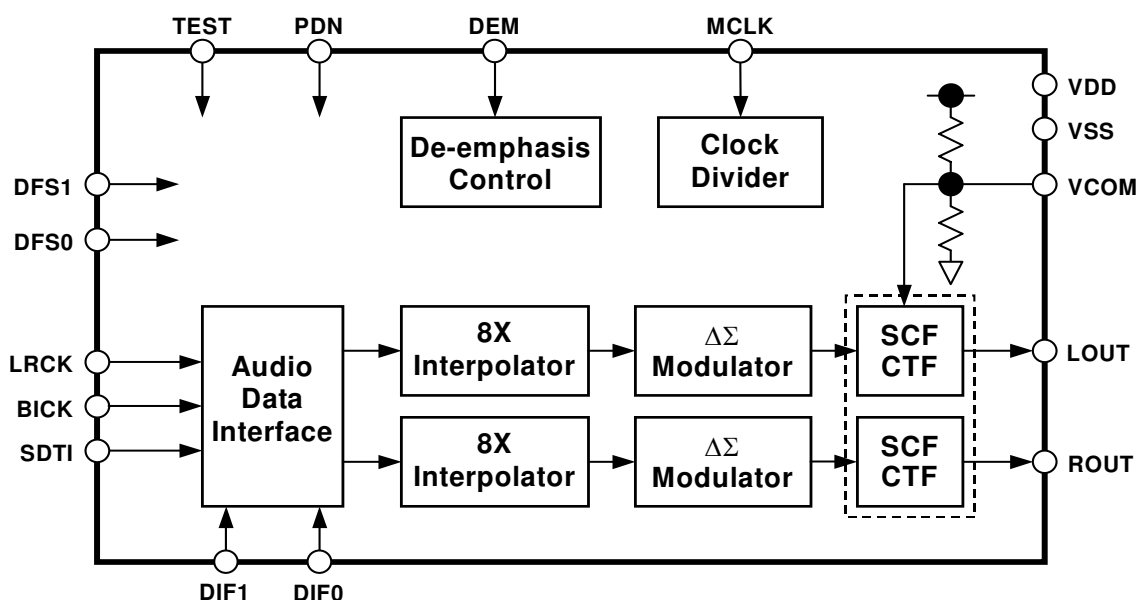 TEST
PDN
DEM
MCLK
VDD
VSS
VCOM
De-emphasis
Control
Clock
Divider
DFS1
DFS0
LRCK
BICK
SDTI
Audio
Data
Interface
8X
Interpolator
ΔΣ
Modulator
SCF
CTF
LOUT
8X
Interpolator
ΔΣ
Modulator
SCF
CTF
ROUT
DIF1
DIF0